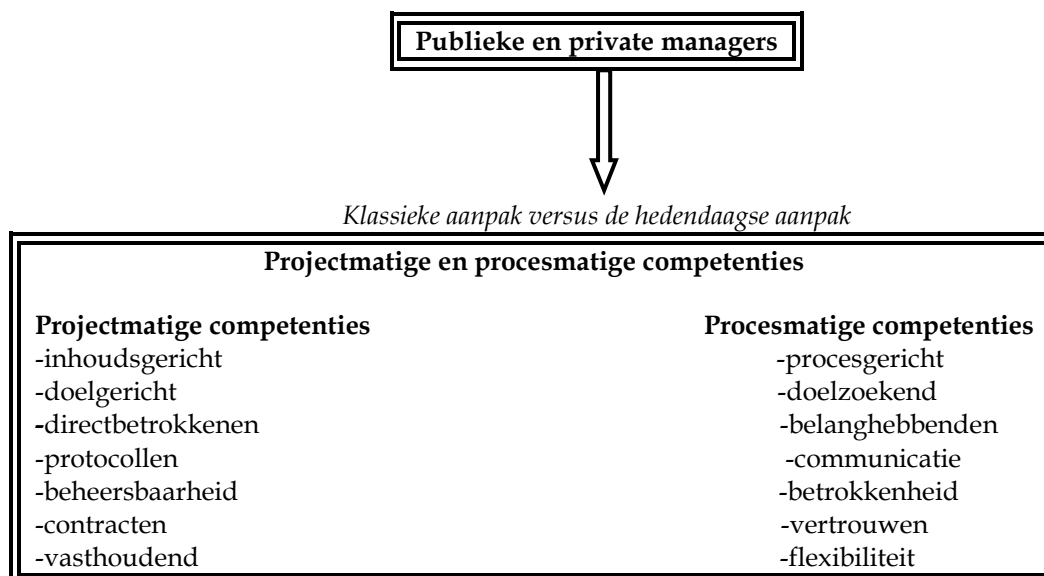 Publieke en private managers
Klassieke aanpak versus de hedendaagse aanpak
Projectmatige en procesmatige competenties
Projectmatige competenties
-inhoudsgericht
-doelgericht
-directbetrokkenen
-protocollen
-beheersbaarheid
-contracten
-vasthoudend
Procesmatige competenties
-procesgericht
-doelzoekend
-belanghebbenden
-communicatie
-betrokkenheid
-vertrouwen
-flexibiliteit